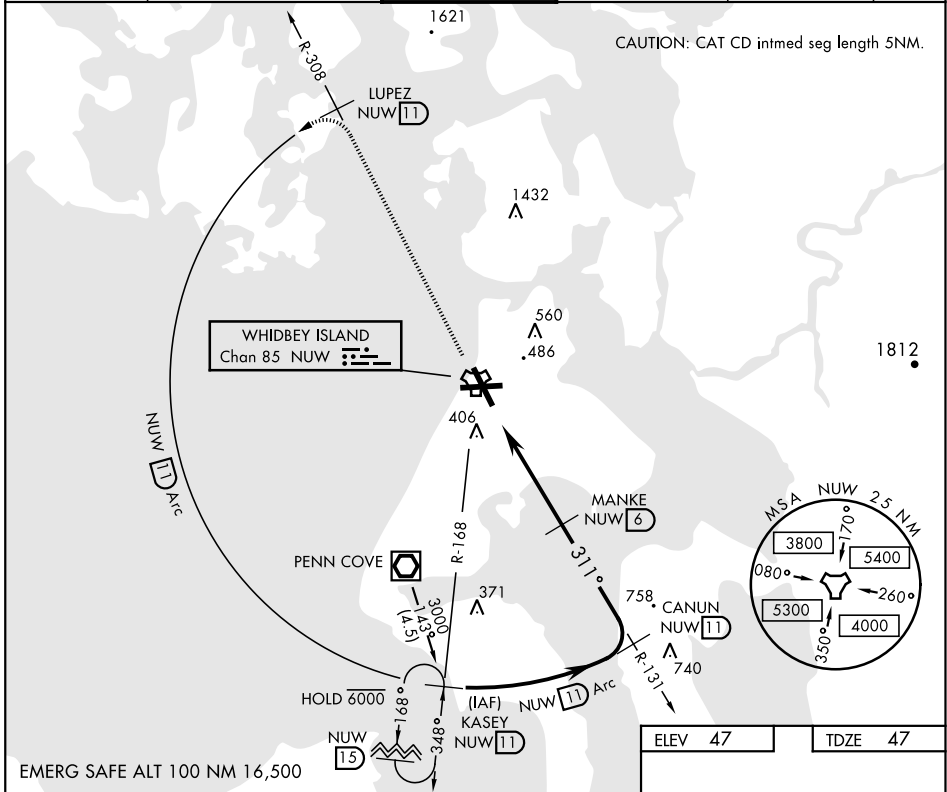 1621
CAUTION: CAT CD intmed seg length 5NM.
R-308
LUPEZ
NUW 11
1432
WHIDBEY ISLAND
Chan 85 NUW
560
486
1812
406
NUW 11 Arc
MANKE
NUW 6
MSA NUW 25 NM
3800
170°
5400
080°
260°
5300
4000
350°
R-168
311°
PENN COVE
3000
143°
(4.5)
371
758
CANUN
NUW 11
740
R-131
HOLD 6000
168°
348°
(IAF)
KASEY
NUW 11
NUW 11 Arc
NUW
15
ELEV 47
TDZE 47
EMERG SAFE ALT 100 NM 16,500